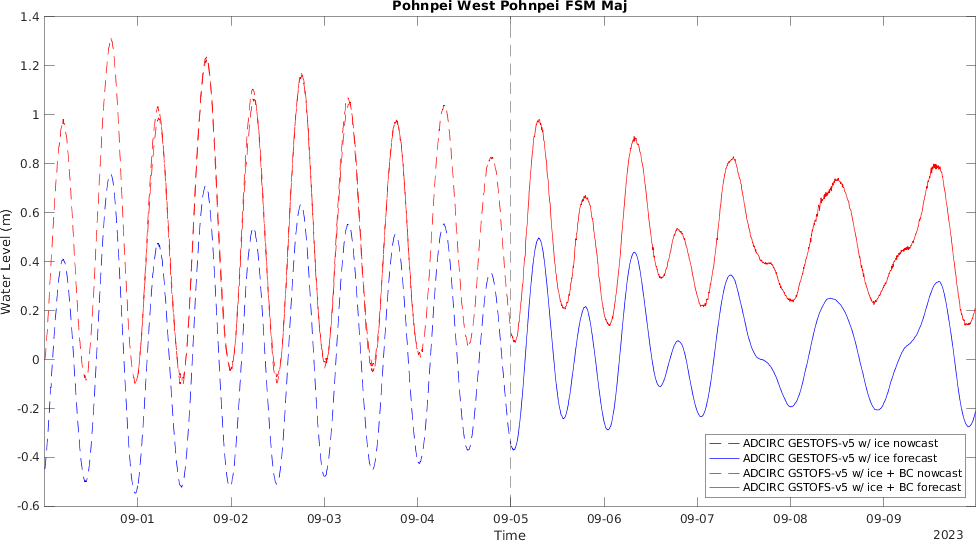 Pohnpei West Pohnpei FSM Maj
1.4
1.2
1
0.8
0.6
0.4
0.2
0
-0.2
-0.4
-0.6
Water Level (m)
ADCIRC GESTOFS-v5 w/ ice nowcast
ADCIRC GESTOFS-v5 w/ ice forecast
ADCIRC GSTOFS-v5 w/ ice + BC nowcast
ADCIRC GSTOFS-v5 w/ ice + BC forecast
09-01 09-02 09-03 09-04 09-05 09-06 09-07 09-08 09-09
Time
2023